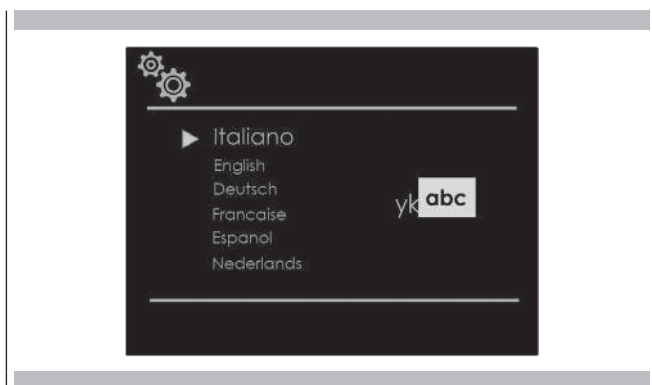 Italiano
English
Deutsch
Francaise
Espanol
Nederlands
yk abc